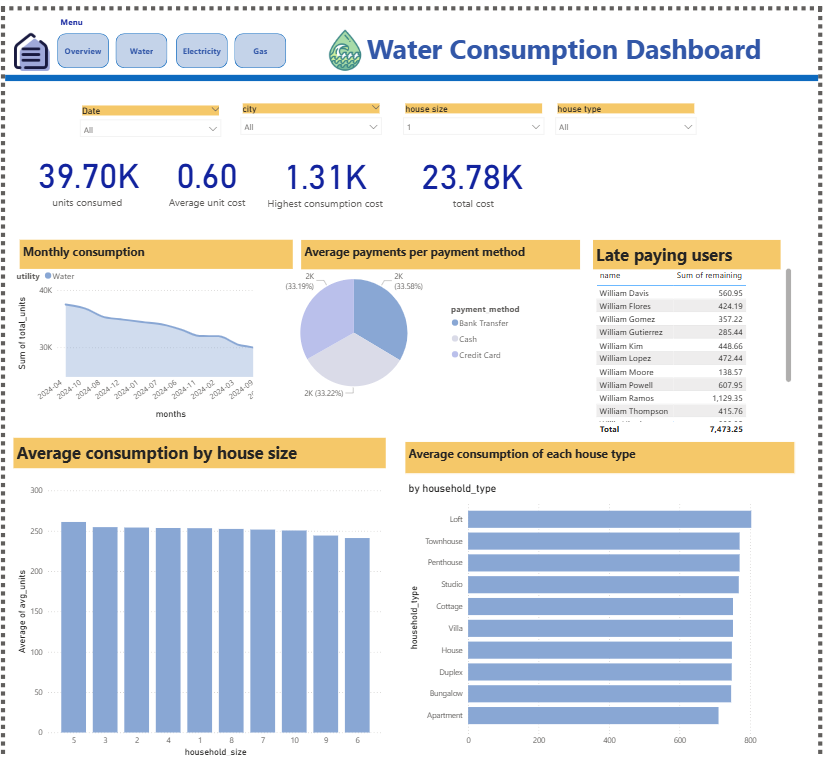 Menu
Overview
Water
Electricity
Gas
Water Consumption Dashboard
Date
All
city
All
house size
1
house type
All
39.70K
units consumed
0.60
Average unit cost
1.31K
Highest consumption cost
23.78K
total cost
Monthly consumption
utility Water
Sum of total_units
40K
30K
2024-04
2024-10
2024-08
2024-12
2024-01
2024-07
2024-06
2024-11
2024-02
2024-03
2024-09
months
Average payments per payment method
2K
(33.19%)
2K
(33.58%)
2K (33.22%)
payment_method
Bank Transfer
Cash
Credit Card
Late paying users
name Sum of remaining
William Davis 560.95
William Flores 424.19
William Gomez 357.22
William Gutierrez 285.44
William Kim 448.66
William Lopez 472.44
William Moore 138.57
William Powell 607.95
William Ramos 1,129.35
William Thompson 415.76
Total 7,473.25
Average consumption by house size
Average of avg_units
300
250
200
150
100
50
0
5 3 2 4 1 8 7 10 9 6
household_size
Average consumption of each house type
by household_type
household_type
Loft
Townhouse
Penthouse
Studio
Cottage
Villa
House
Duplex
Bungalow
Apartment
0 200 400 600 800